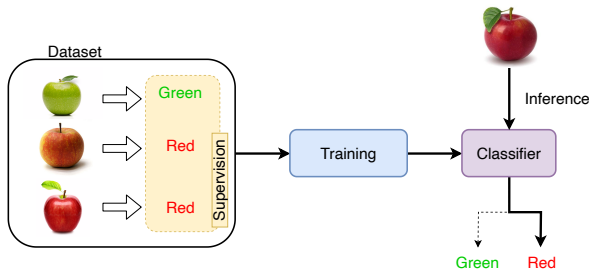 Dataset
Green
Red
Red
Supervision
Training
Classifier
Inference
Green
Red